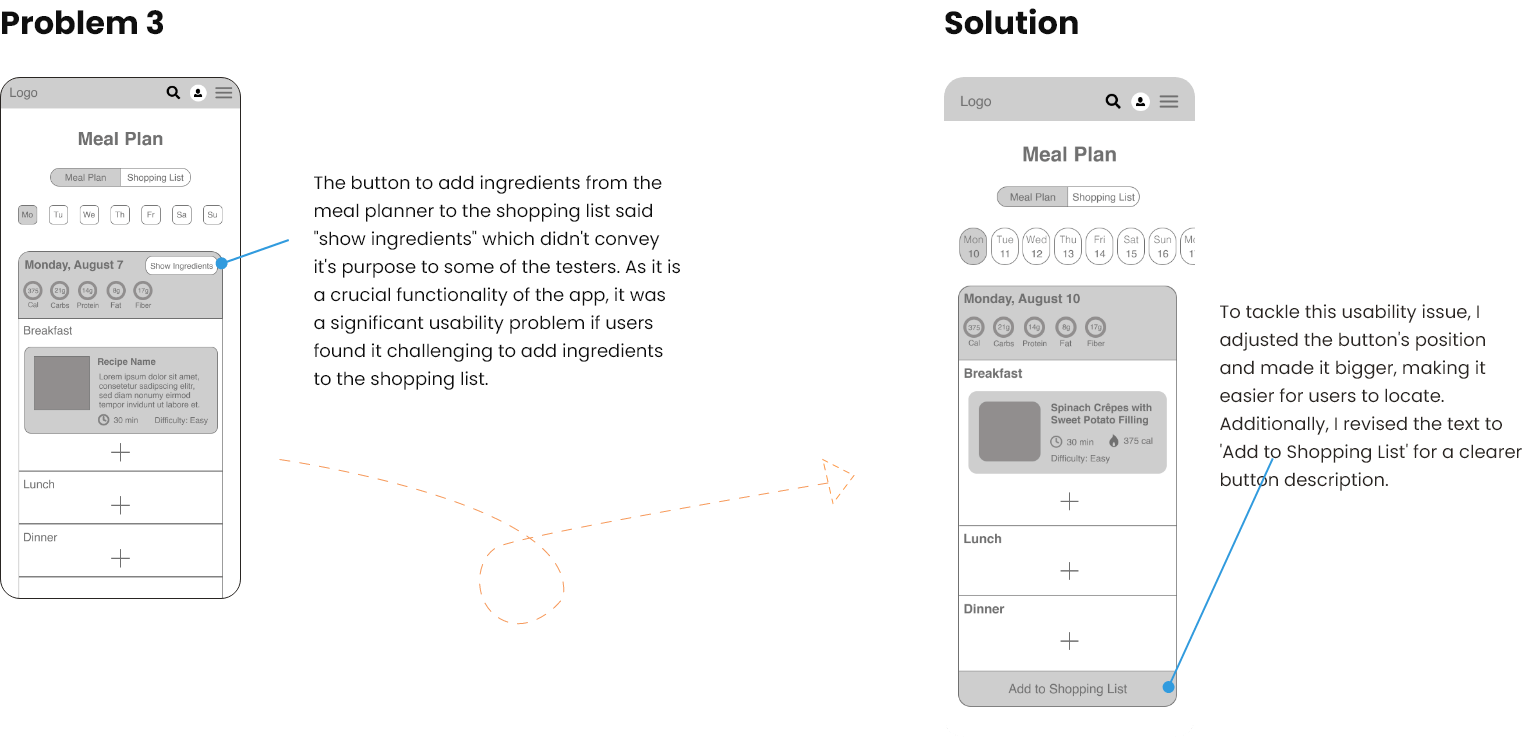 Problem 3
Logo
Meal Plan
Meal Plan Shopping List
Mo Tu We Th Fr Sa Su
Monday, August 7 Show Ingredients
375 21g 14g 8g 17g
Cal Carbs Protein Fat Fiber
Breakfast
Recipe Name
Lorem ipsum dolor sit amet,
consetetur sadipscing elitr,
sed diam nonumy eirmod
tempor invidunt ut labore et.
30 min Difficulty: Easy
Lunch
Dinner
The button to add ingredients from the
meal planner to the shopping list said
"show ingredients" which didn't convey
it's purpose to some of the testers. As it is
a crucial functionality of the app, it was
a significant usability problem if users
found it challenging to add ingredients
to the shopping list.
Solution
Logo
Meal Plan
Meal Plan Shopping List
Mon Tue Wed Thu Fri Sat Sun
10 11 12 13 14 15 16
Monday, August 10
375 21g 14g 8g 17g
Cal Carbs Protein Fat Fiber
Breakfast
Spinach Crêpes with
Sweet Potato Filling
30 min 375 cal
Difficulty: Easy
Lunch
Dinner
Add to Shopping List
To tackle this usability issue, I
adjusted the button's position
and made it bigger, making it
easier for users to locate.
Additionally, I revised the text to
'Add to Shopping List' for a clearer
button description.